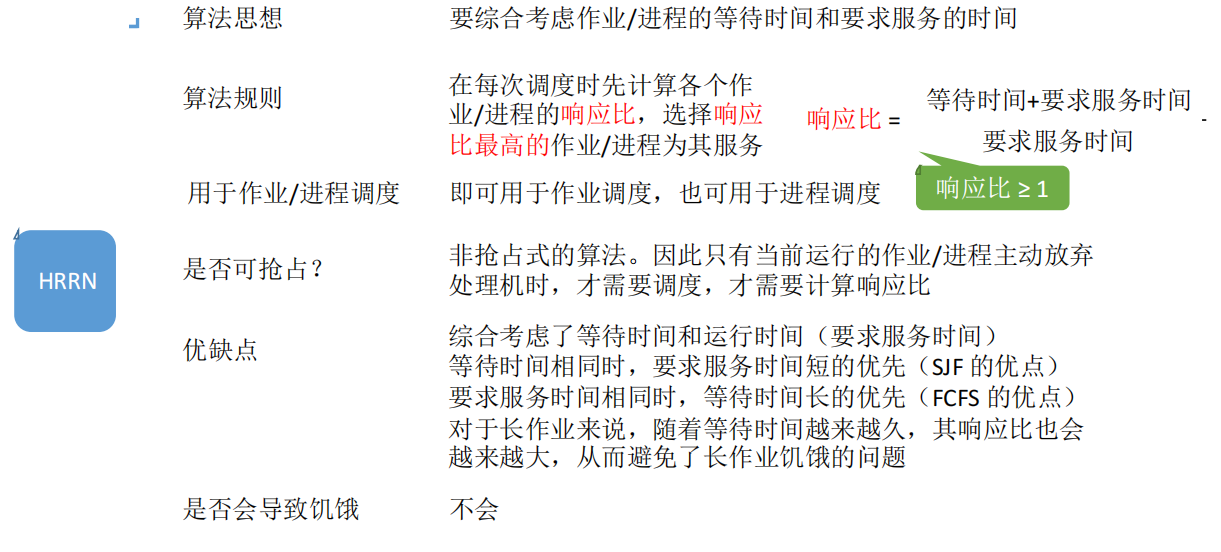 算法思想
要综合考虑作业/进程的等待时间和要求服务的时间
算法规则
在每次调度时先计算各个作
业/进程的响应比，选择响应
比最高的作业/进程为其服务
响应比 =
等待时间+要求服务时间
要求服务时间
响应比 ≥ 1
用于作业/进程调度
即可用于作业调度，也可用于进程调度
HRRN
是否可抢占？
非抢占式的算法。因此只有当前运行的作业/进程主动放弃
处理机时，才需要调度，才需要计算响应比
优缺点
综合考虑了等待时间和运行时间（要求服务时间）
等待时间相同时，要求服务时间短的优先（SJF 的优点）
要求服务时间相同时，等待时间长的优先（FCFS 的优点）
对于长作业来说，随着等待时间越来越久，其响应比也会
越来越大，从而避免了长作业饥饿的问题
是否会导致饥饿
不会